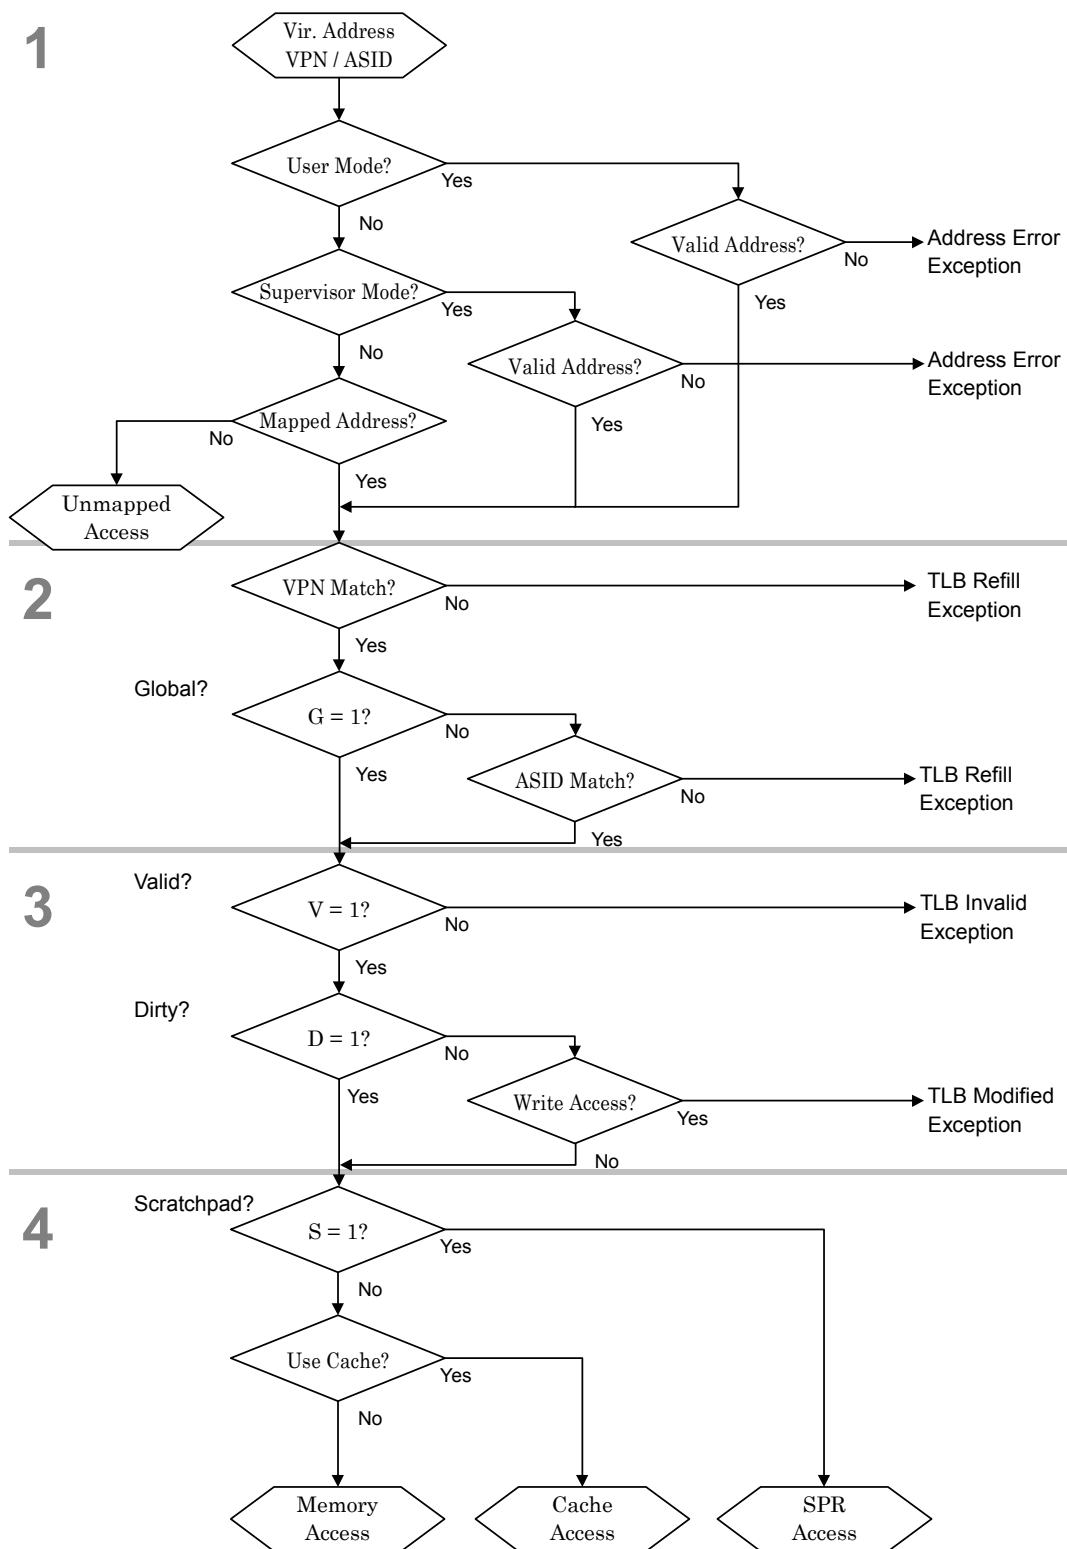 1
Vir. Address
VPN / ASID
User Mode?
Yes
No
Valid Address?
No
Address Error
Exception
Yes
Supervisor Mode?
Yes
No
Valid Address?
No
Address Error
Exception
Yes
Mapped Address?
No
Yes
Unmapped
Access
2
VPN Match?
No
TLB Refill
Exception
Yes
Global?
G = 1?
No
Yes
ASID Match?
No
TLB Refill
Exception
Yes
3
Valid?
V = 1?
No
TLB Invalid
Exception
Yes
Dirty?
D = 1?
No
Yes
Write Access?
Yes
TLB Modified
Exception
No
4
Scratchpad?
S = 1?
Yes
No
Use Cache?
Yes
No
Memory
Access
Cache
Access
SPR
Access